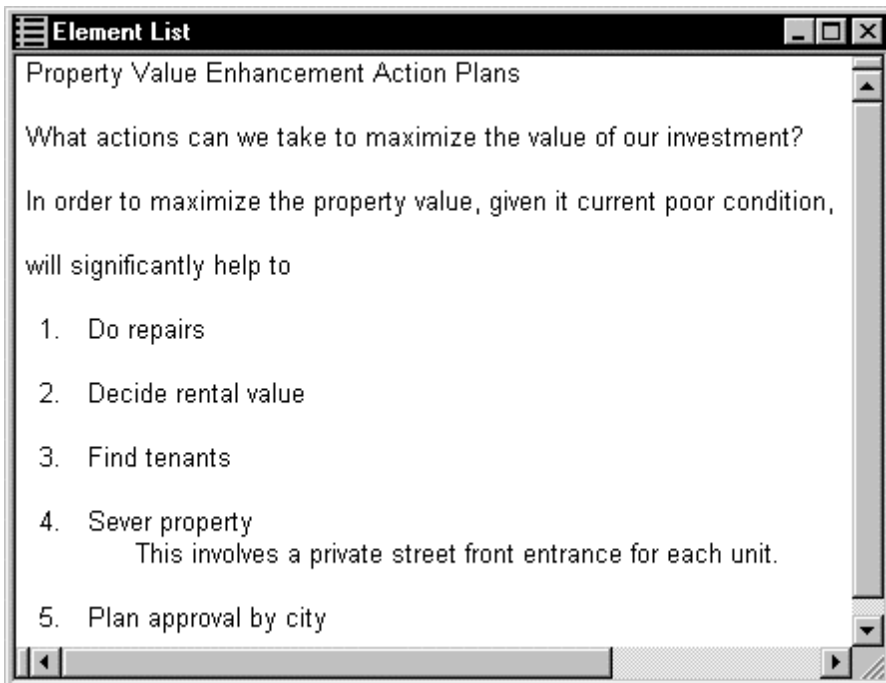 Element List
Property Value Enhancement Action Plans
What actions can we take to maximize the value of our investment?
In order to maximize the property value, given it current poor condition,
will significantly help to
1. Do repairs
2. Decide rental value
3. Find tenants
4. Sever property
This involves a private street front entrance for each unit.
5. Plan approval by city